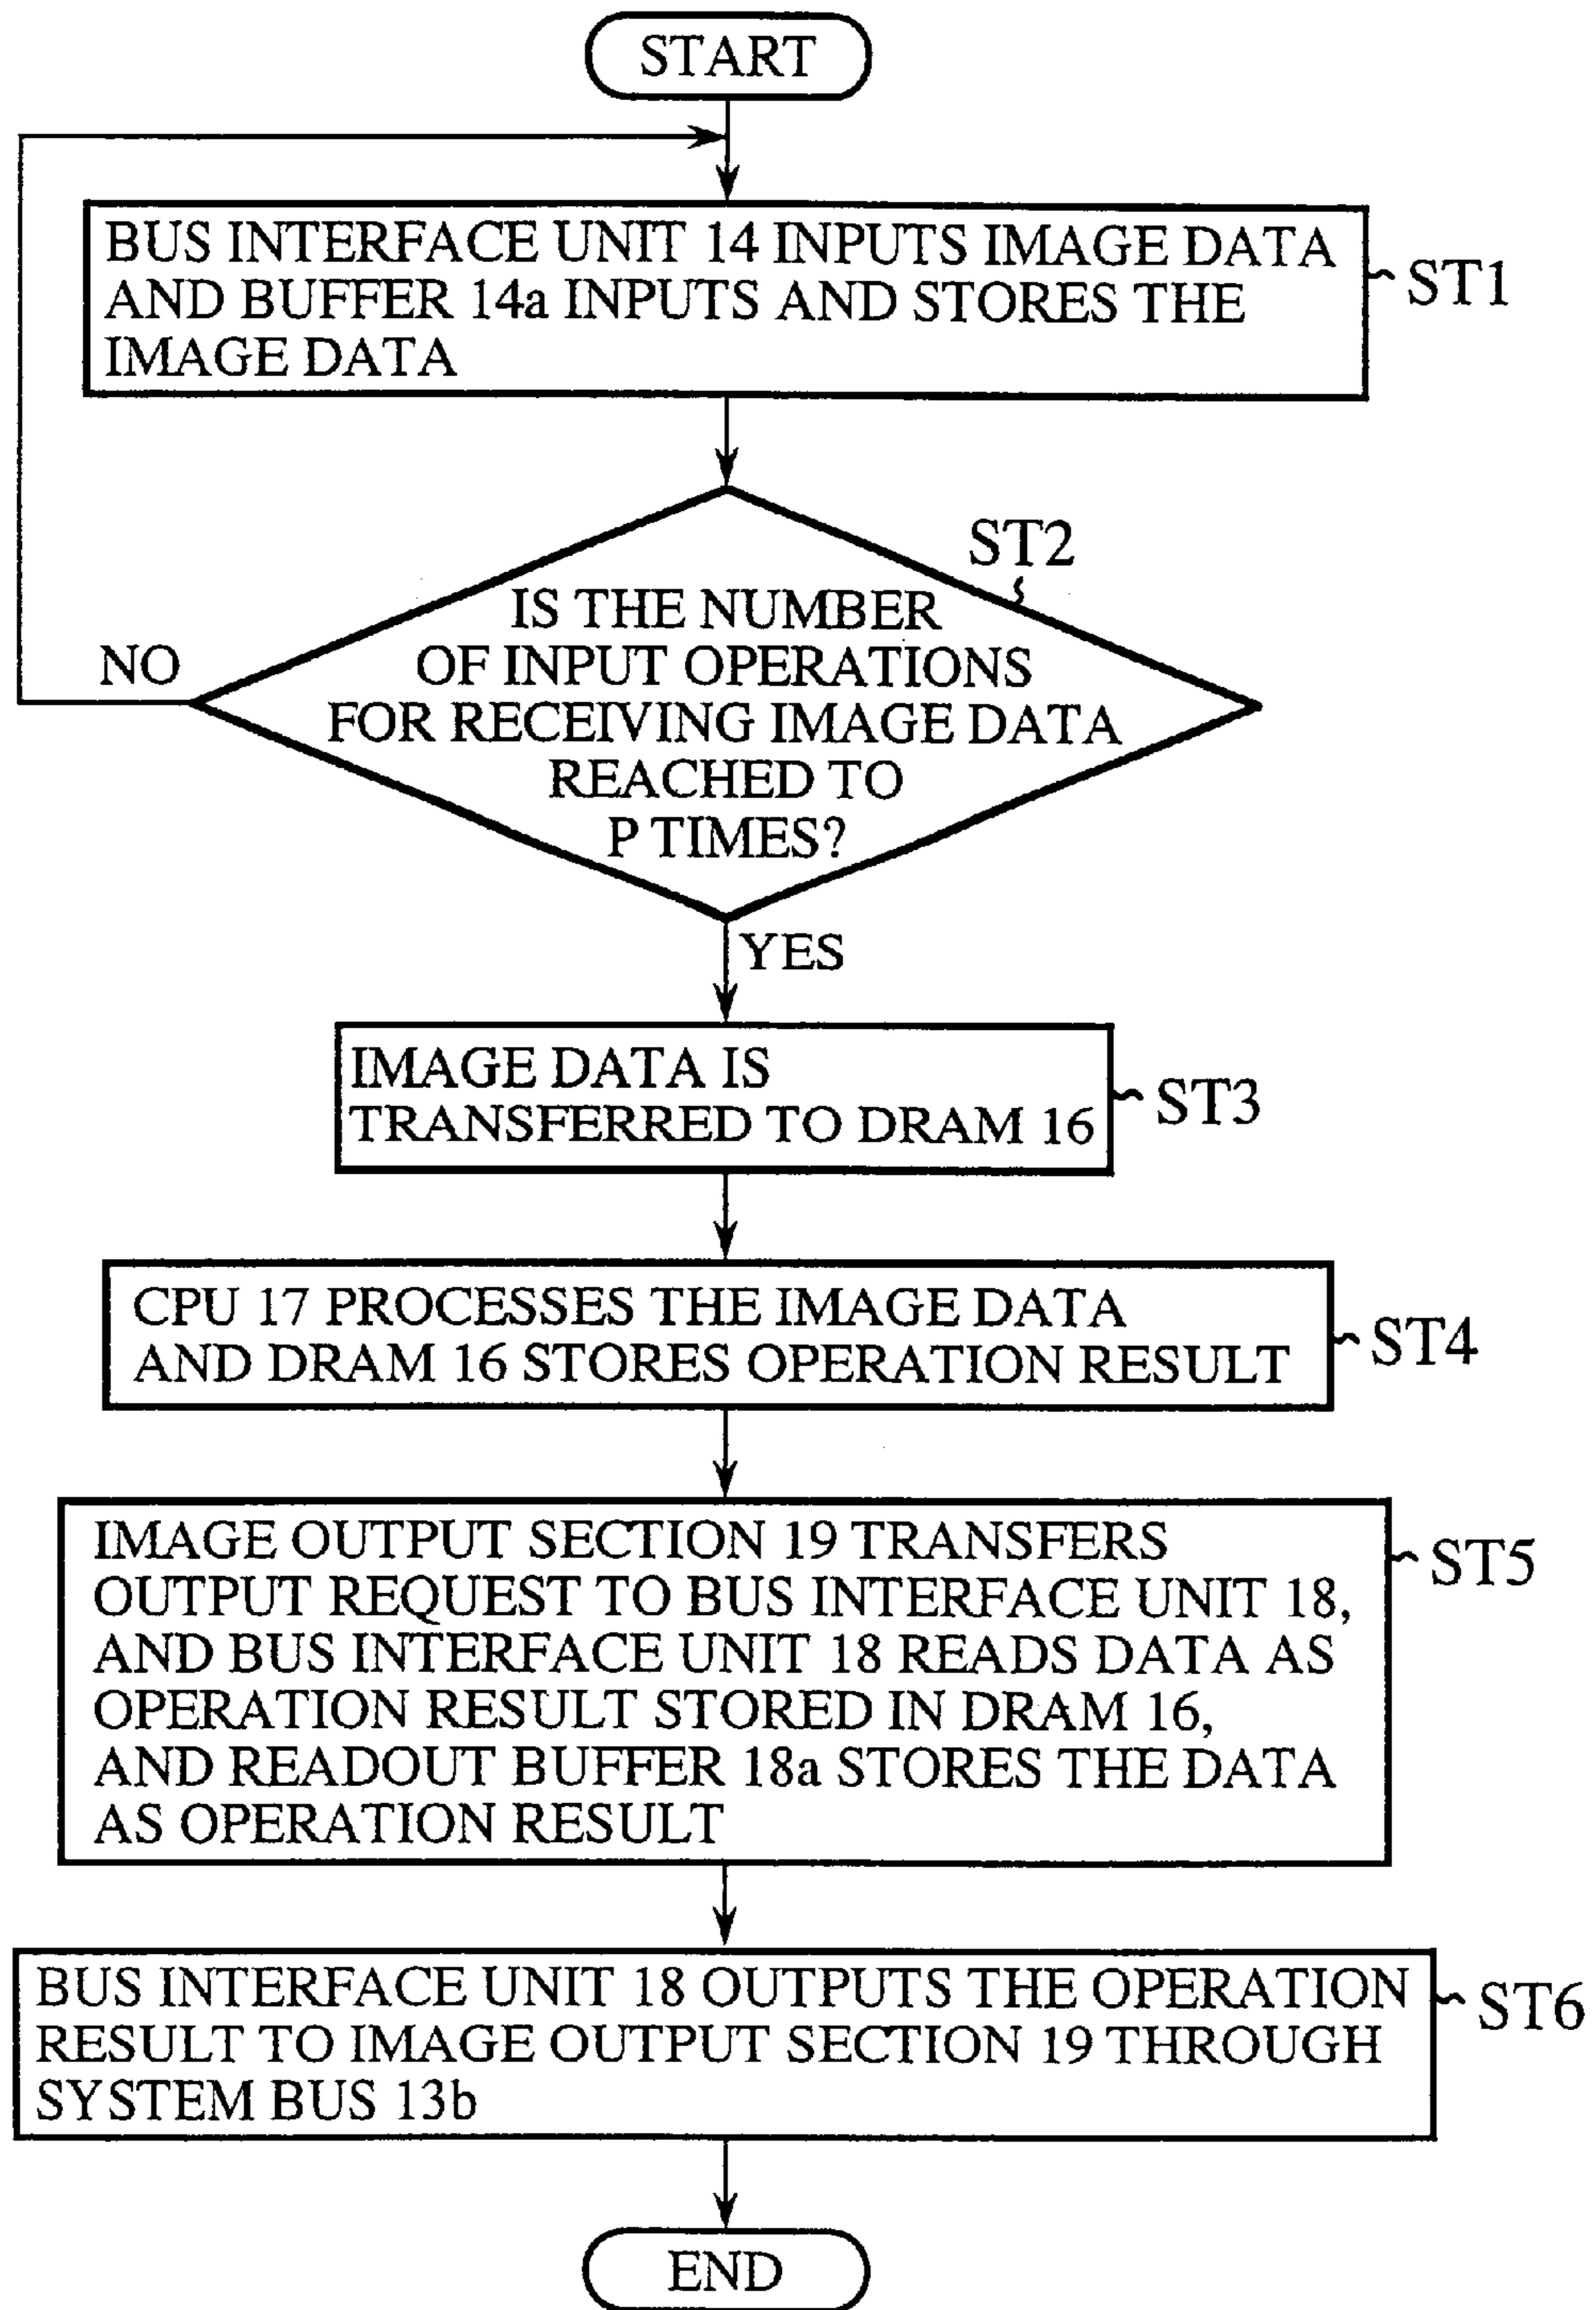 START
BUS INTERFACE UNIT 14 INPUTS IMAGE DATA
AND BUFFER 14a INPUTS AND STORES THE
IMAGE DATA
ST1
ST2
IS THE NUMBER
OF INPUT OPERATIONS
FOR RECEIVING IMAGE DATA
REACHED TO
P TIMES?
NO
YES
IMAGE DATA IS
TRANSFERRED TO DRAM 16
ST3
CPU 17 PROCESSES THE IMAGE DATA
AND DRAM 16 STORES OPERATION RESULT
ST4
IMAGE OUTPUT SECTION 19 TRANSFERS
OUTPUT REQUEST TO BUS INTERFACE UNIT 18,
AND BUS INTERFACE UNIT 18 READS DATA AS
OPERATION RESULT STORED IN DRAM 16,
AND READOUT BUFFER 18a STORES THE DATA
AS OPERATION RESULT
ST5
BUS INTERFACE UNIT 18 OUTPUTS THE OPERATION
RESULT TO IMAGE OUTPUT SECTION 19 THROUGH
SYSTEM BUS 13b
ST6
END